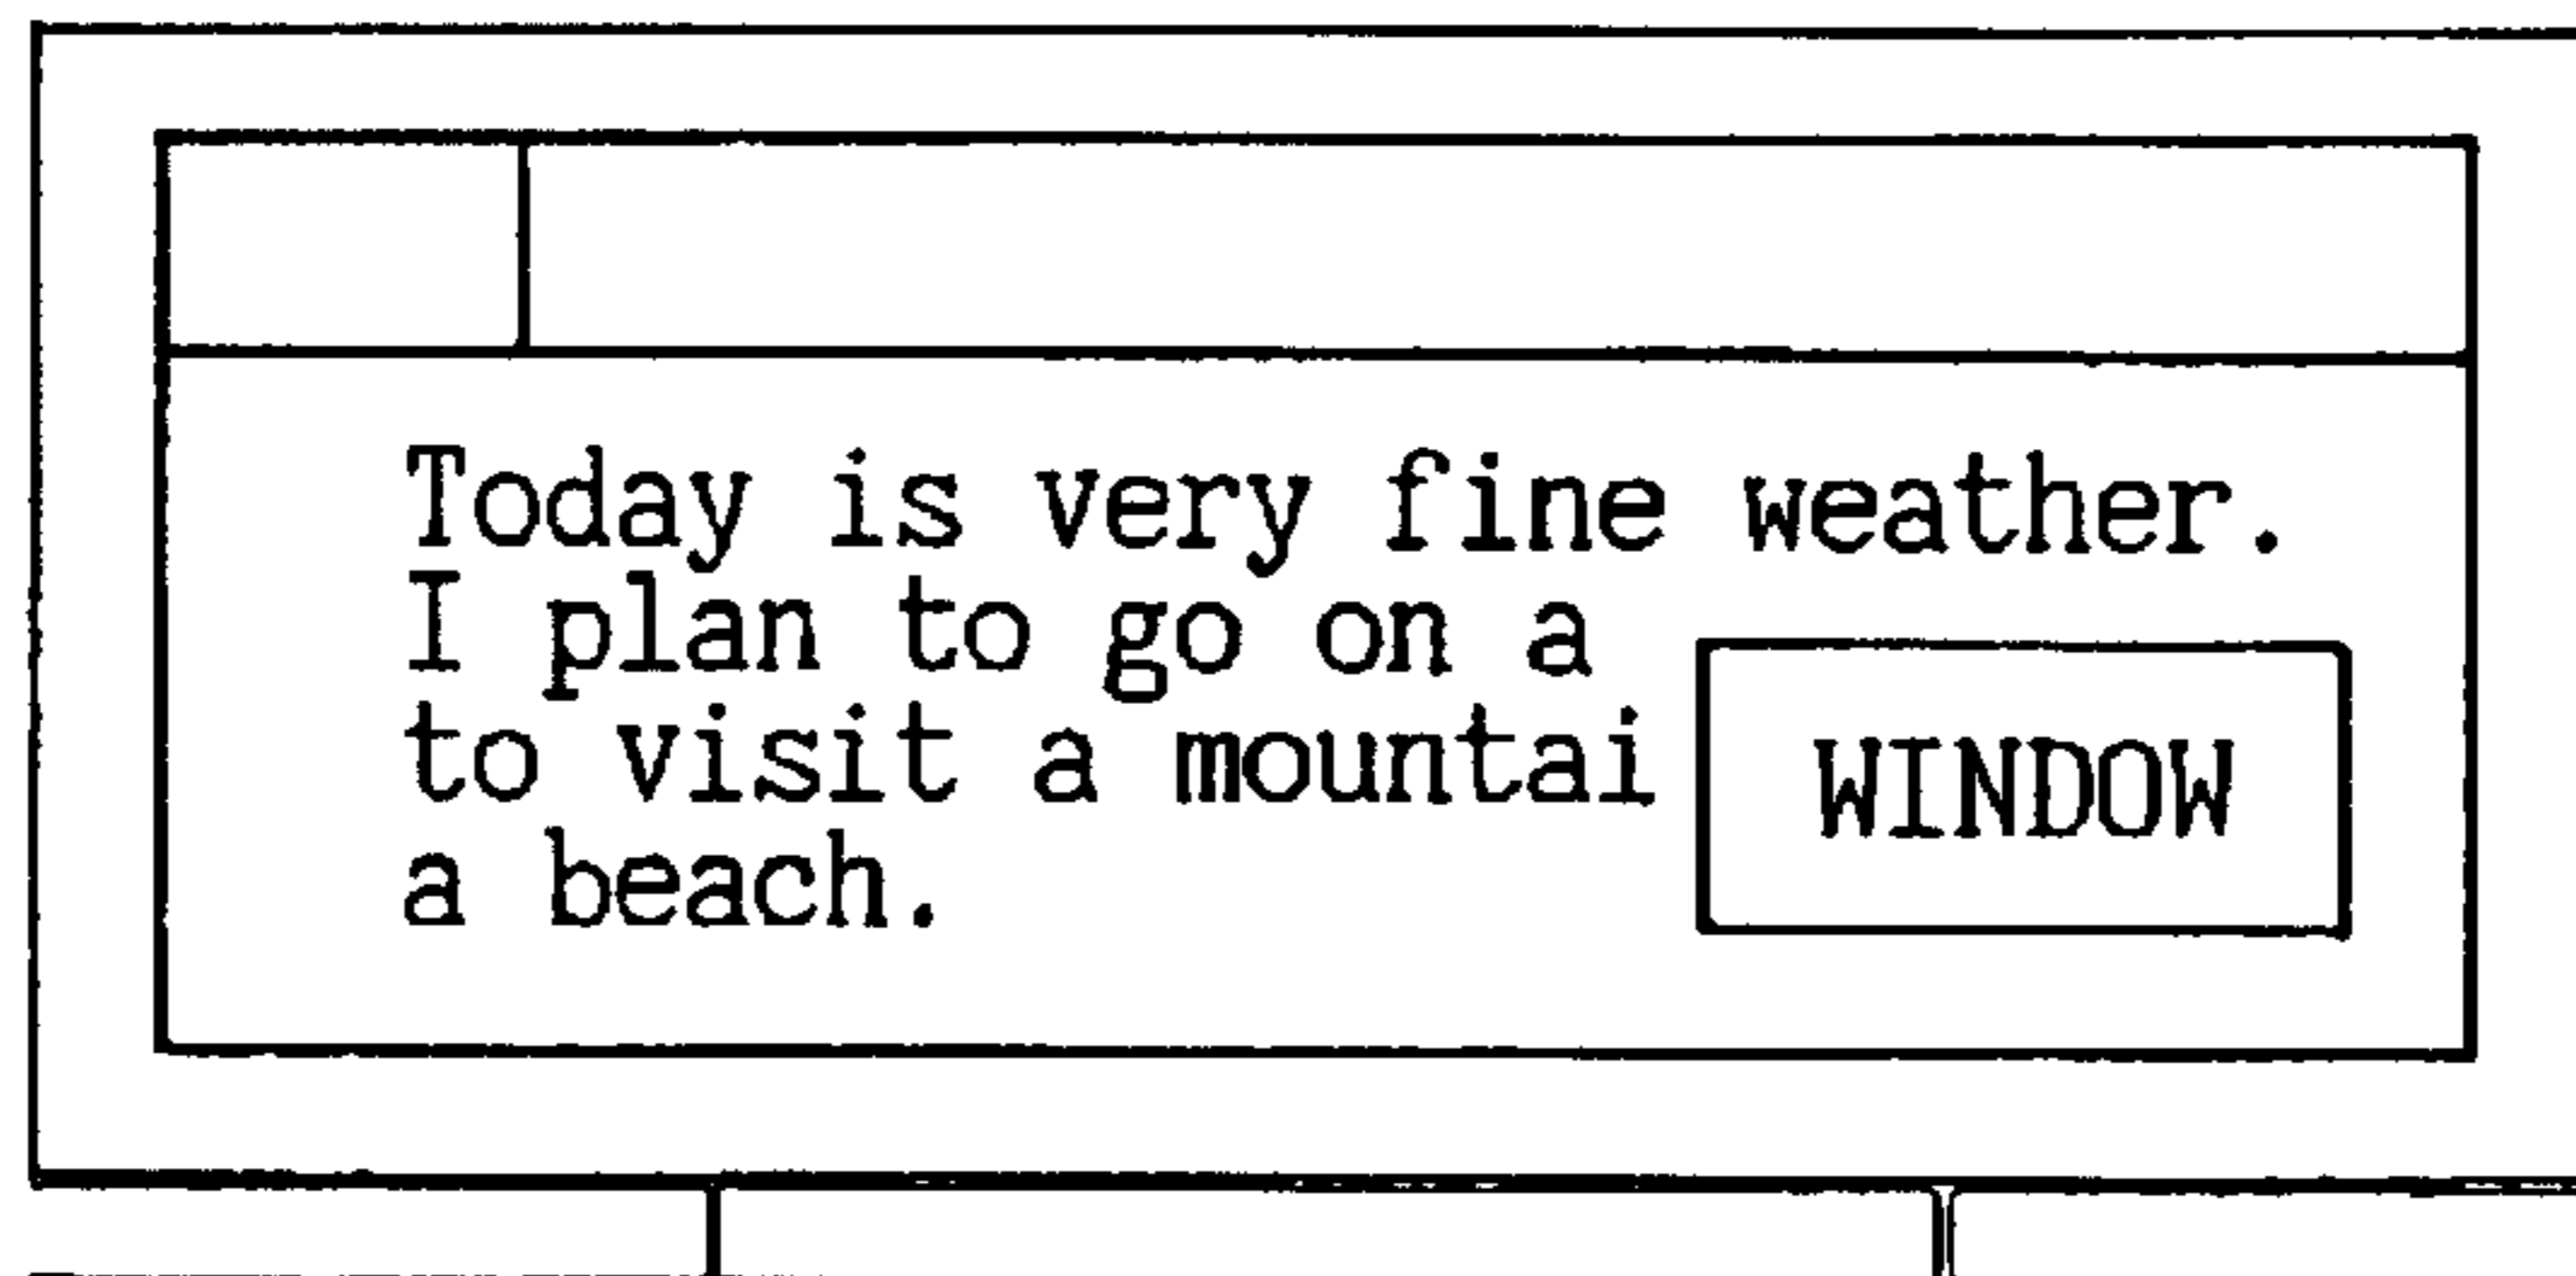 Today is very fine weather.
I plan to go on a
to visit a mountai
a beach.
WINDOW